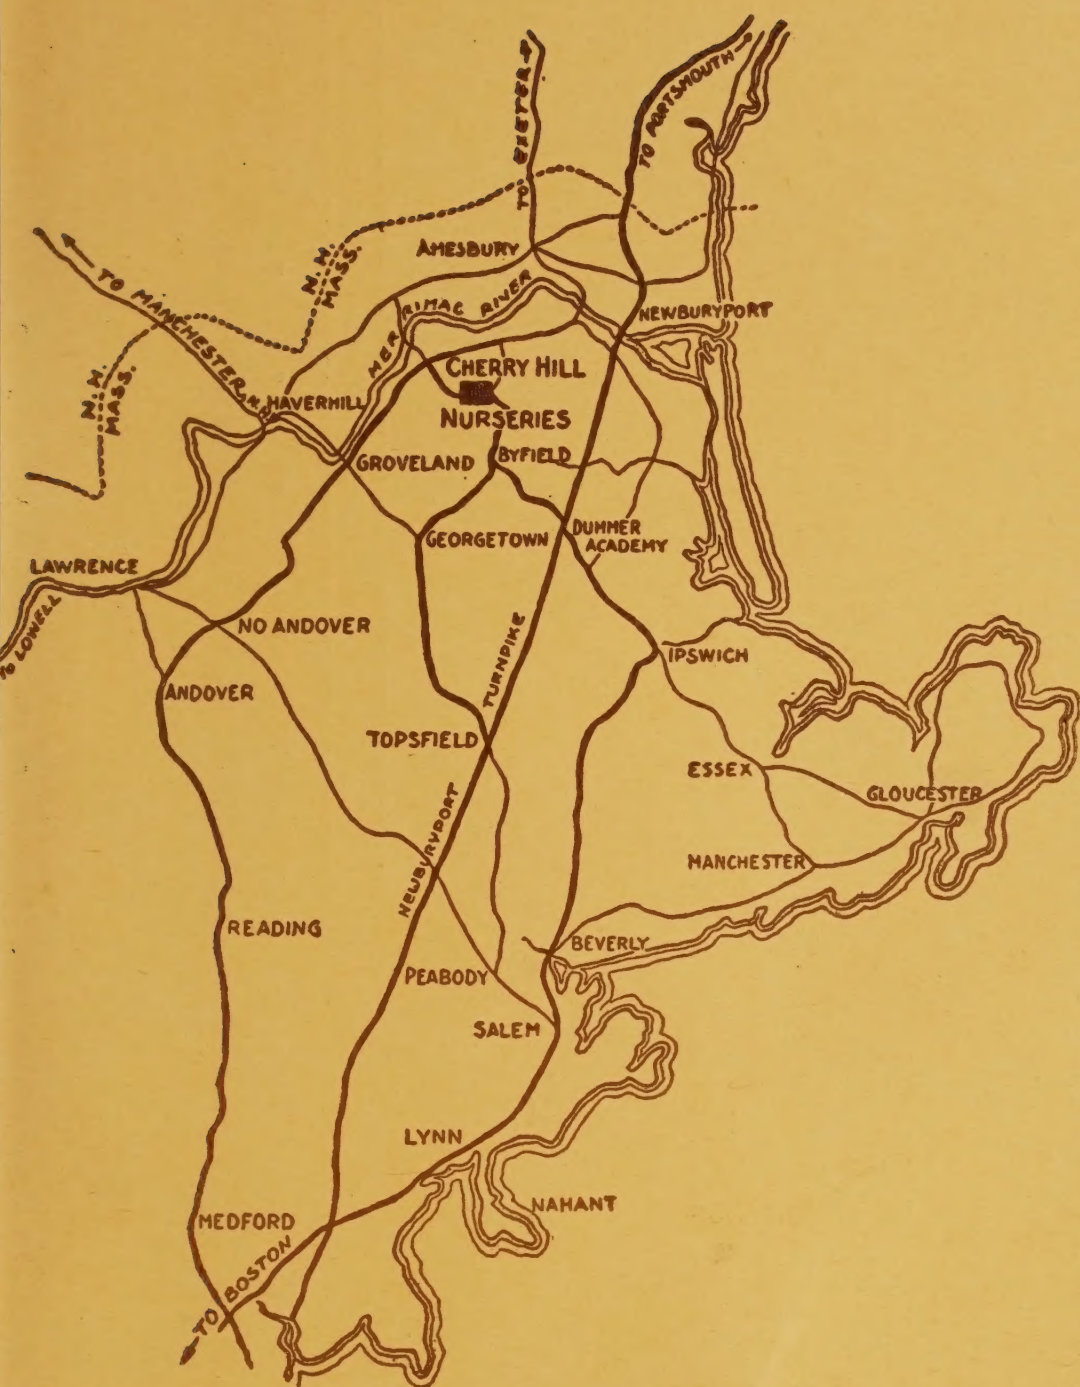 TO EXETER
TO PORTSMOUTH
AMESBURY
N.H.
MASS.
TO MANCHESTER, N.H.
MERRIMAC RIVER
NEWBURYPORT
N.H.
MASS.
CHERRY HILL
NURSERIES
HAVERHILL
GROVELAND
BYFIELD
GEORGETOWN
DUMMER
ACADEMY
LAWRENCE
TO LOWELL
NO ANDOVER
ANDOVER
IPSWICH
NEWBURYPORT TURNPIKE
TOPSFIELD
ESSEX
GLOUCESTER
MANCHESTER
READING
BEVERLY
PEABODY
SALEM
LYNN
NAHANT
MEDFORD
TO BOSTON